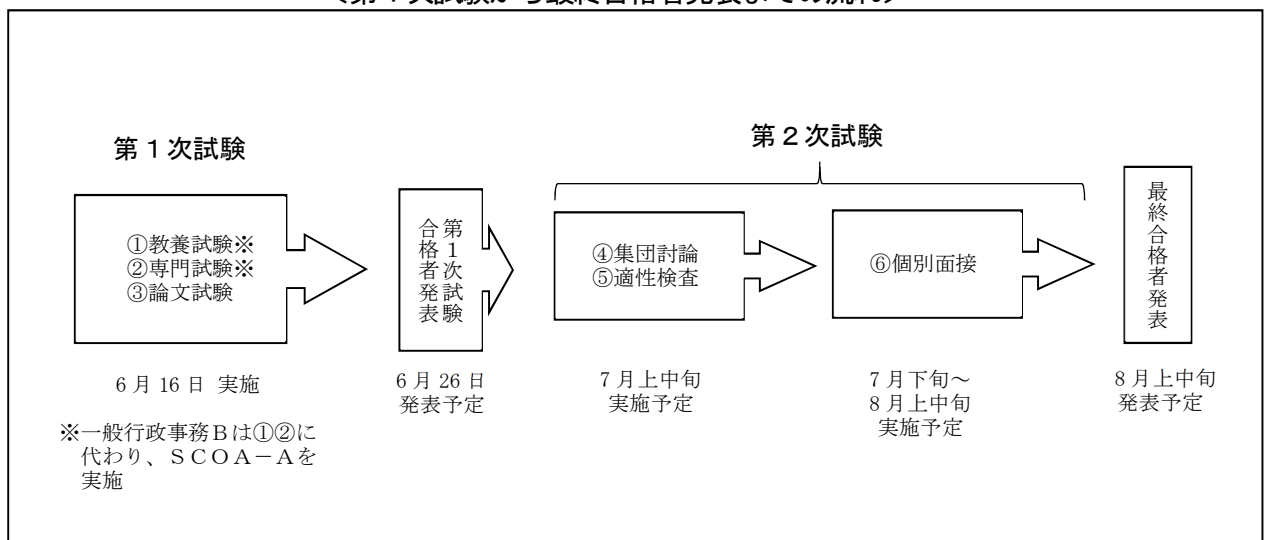 <第1次試験から最終合格者発表までの流れ>
第1次試験
①教養試験※
②専門試験※
③論文試験
6月16日 実施
※一般行政事務Bは①②に
代わり、SCOA-Aを
実施
第1次試験
合格者発表
6月26日
発表予定
第2次試験
④集団討論
⑤適性検査
7月上中旬
実施予定
⑥個別面接
7月下旬~
8月上中旬
実施予定
最終合格者発表
8月上中旬
発表予定